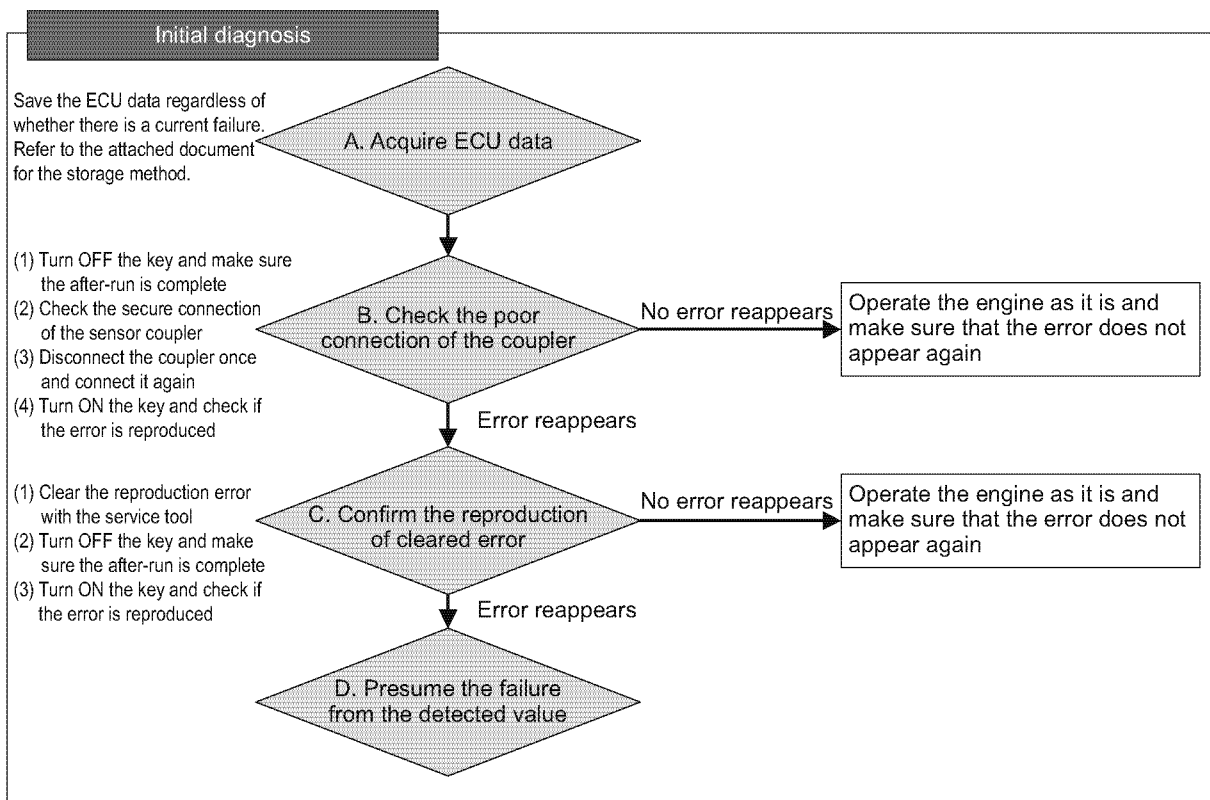 Initial diagnosis
Save the ECU data regardless of
whether there is a current failure.
Refer to the attached document
for the storage method.
A. Acquire ECU data
(1) Turn OFF the key and make sure
the after-run is complete
(2) Check the secure connection
of the sensor coupler
(3) Disconnect the coupler once
and connect it again
(4) Turn ON the key and check if
the error is reproduced
B. Check the poor
connection of the coupler
No error reappears
Operate the engine as it is and
make sure that the error does not
appear again
Error reappears
(1) Clear the reproduction error
with the service tool
(2) Turn OFF the key and make
sure the after-run is complete
(3) Turn ON the key and check if
the error is reproduced
C. Confirm the reproduction
of cleared error
No error reappears
Operate the engine as it is and
make sure that the error does not
appear again
Error reappears
D. Presume the failure
from the detected value